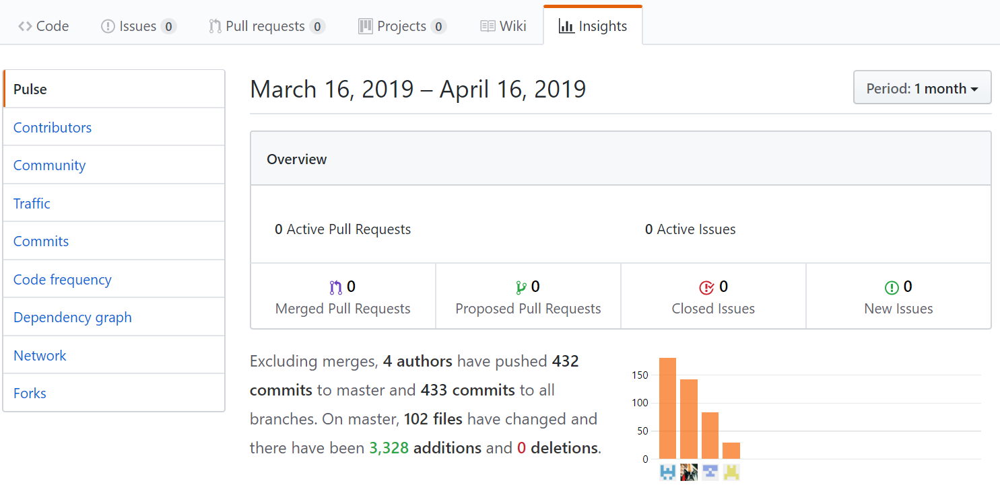 Code Issues 0 Pull requests 0 Projects 0 Wiki Insights
Pulse
Contributors
Community
Traffic
Commits
Code frequency
Dependency graph
Network
Forks
March 16, 2019 – April 16, 2019
Period: 1 month
Overview
0 Active Pull Requests
0 Active Issues
0
Merged Pull Requests
0
Proposed Pull Requests
0
Closed Issues
0
New Issues
Excluding merges, 4 authors have pushed 432
commits to master and 433 commits to all
branches. On master, 102 files have changed and
there have been 3,328 additions and 0 deletions.
150
100
50
0